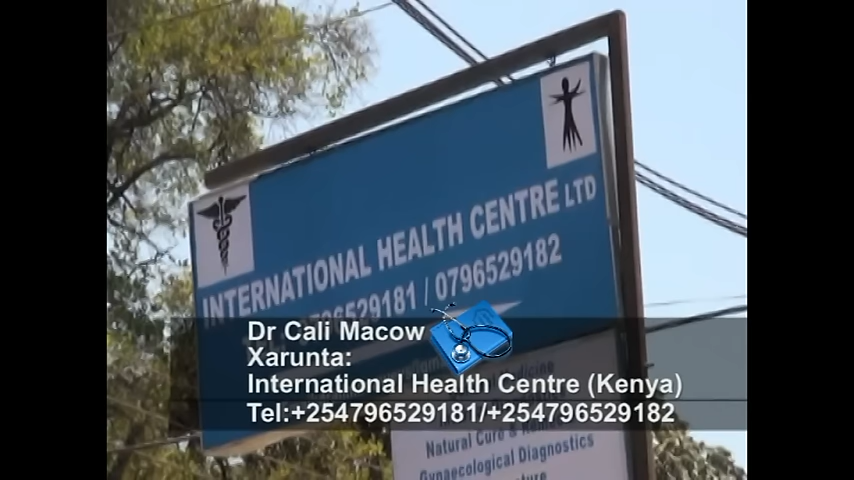 INTERNATIONAL HEALTH CENTRE LTD
0796529181 / 0796529182
Dr Cali Macow
Xarunta:
International Health Centre (Kenya)
Tel:+254796529181/+254796529182
Natural Cure &
Gynaecological Diagnostics